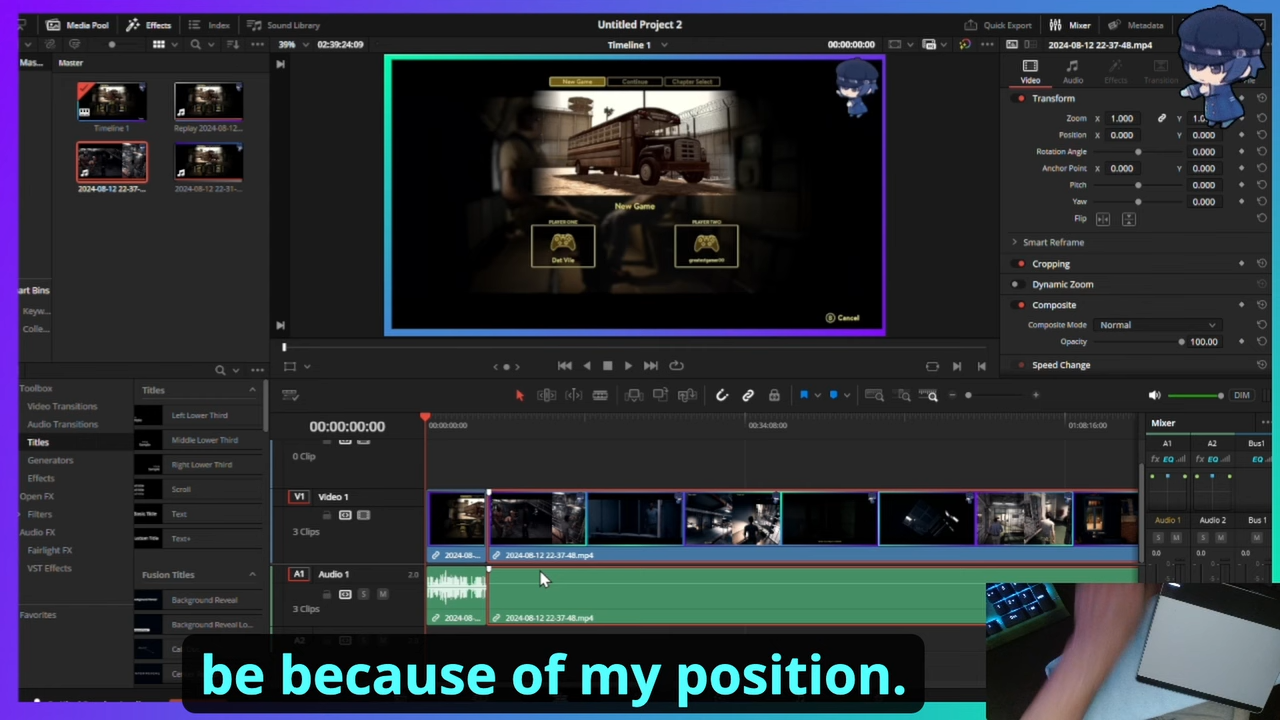 Media Pool
Effects
Index
Sound Library
Untitled Project 2
Quick Export
Mixer
Metadata
39%
02:39:24:09
Timeline 1
00:00:00:00
2024-08-12 22-37-48.mp4
Mas...
Master
Timeline 1
Replay 2024-08-12...
2024-08-12 22-37-...
2024-08-12 22-31-...
art Bins
Keyw...
Colle...
New Game
Continue
Chapter Select
New Game
PLAYER ONE
PLAYER TWO
Det Vile
Cancel
Video
Audio
Effects
Transition
Transform
Zoom X 1.000 Y 1.0
Position X 0.000 Y 0.000
Rotation Angle 0.000
Anchor Point X 0.000 Y 0.000
Pitch 0.000
Yaw 0.000
Flip
Smart Reframe
Cropping
Dynamic Zoom
Composite
Composite Mode Normal
Opacity 100.00
Speed Change
Toolbox
Video Transitions
Audio Transitions
Titles
Generators
Effects
Open FX
Filters
Audio FX
Fairlight FX
VST Effects
Favorites
Titles
Left Lower Third
Middle Lower Third
Right Lower Third
Scroll
Text
Text+
Fusion Titles
Background Reveal
Background Reveal Lo...
00:00:00:00
00:00:00:00
00:34:08:00
01:08:16:00
0 Clip
V1 Video 1
3 Clips
2024-08-...
2024-08-12 22-37-48.mp4
A1 Audio 1 2.0
S M
3 Clips
2024-08-...
2024-08-12 22-37-48.mp4
A2
DIM
Mixer
A1 A2 Bus1
fx EQ fx EQ EQ
Audio 1 Audio 2 Bus 1
S M S M M
0.0 0.0 0.0
be because of my position.